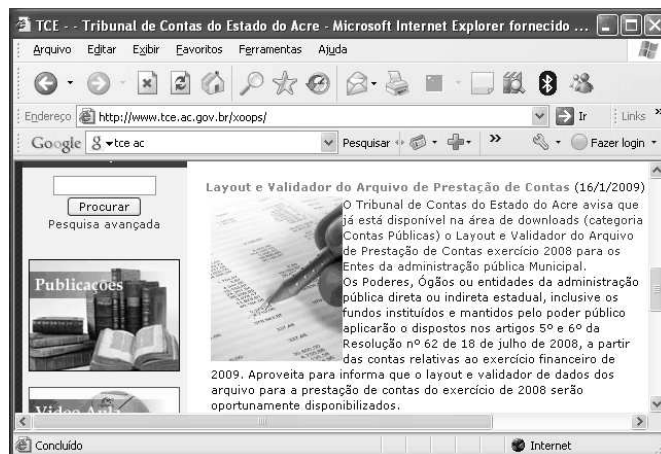 TCE - - Tribunal de Contas do Estado do Acre - Microsoft Internet Explorer fornecido ...
Arquivo Editar Exibir Favoritos Ferramentas Ajuda
Endereço http://www.tce.ac.gov.br/xoops/ Ir Links »
Google g tce ac Pesquisar » Fazer login
Procurar
Pesquisa avançada
Publicações
Video Aula
Layout e Validador do Arquivo de Prestação de Contas (16/1/2009)
O Tribunal de Contas do Estado do Acre avisa que
já está disponível na área de downloads (categoria
Contas Públicas) o Layout e Validador do Arquivo
de Prestação de Contas exercício 2008 para os
Entes da administração pública Municipal.
Os Poderes, Ógãos ou entidades da administração
pública direta ou indireta estadual, inclusive os
fundos instituídos e mantidos pelo poder público
aplicarão o dispostos nos artigos 5º e 6º da
Resolução nº 62 de 18 de julho de 2008, a partir
das contas relativas ao exercício financeiro de
2009. Aproveita para informa que o layout e validador de dados dos
arquivo para a prestação de contas do exercício de 2008 serão
oportunamente disponibilizados.
Concluído Internet